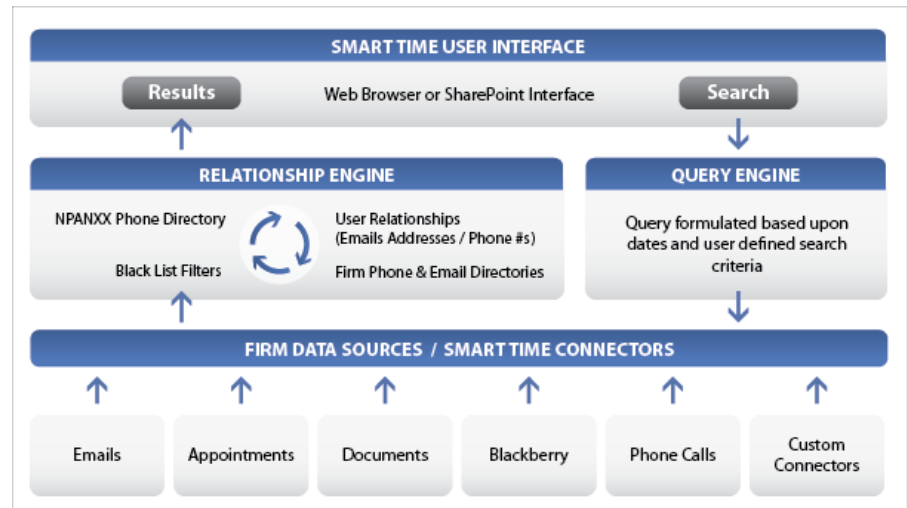 SMART TIME USER INTERFACE
Results
Web Browser or SharePoint Interface
Search
RELATIONSHIP ENGINE
NPANXX Phone Directory
User Relationships
(Emails Addresses / Phone #s)
Black List Filters
Firm Phone & Email Directories
QUERY ENGINE
Query formulated based upon
dates and user defined search
criteria
FIRM DATA SOURCES / SMART TIME CONNECTORS
Emails
Appointments
Documents
Blackberry
Phone Calls
Custom
Connectors